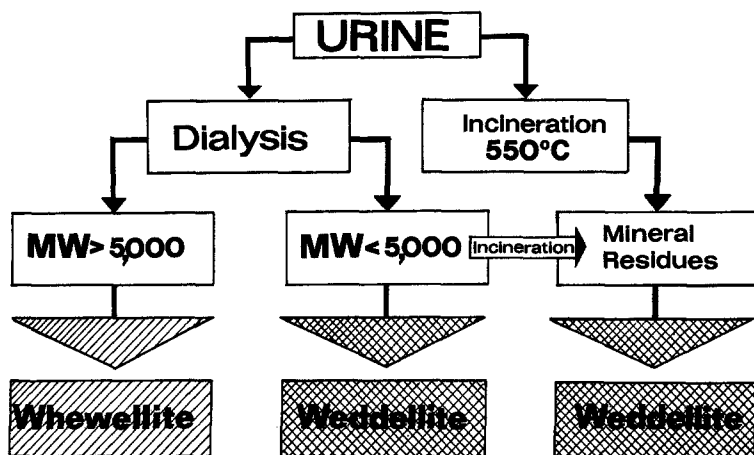 URINE
Dialysis
Incineration
550°C
MW> 5,000
MW< 5,000
Incineration
Mineral
Residues
Whewellite
Weddellite
Weddellite